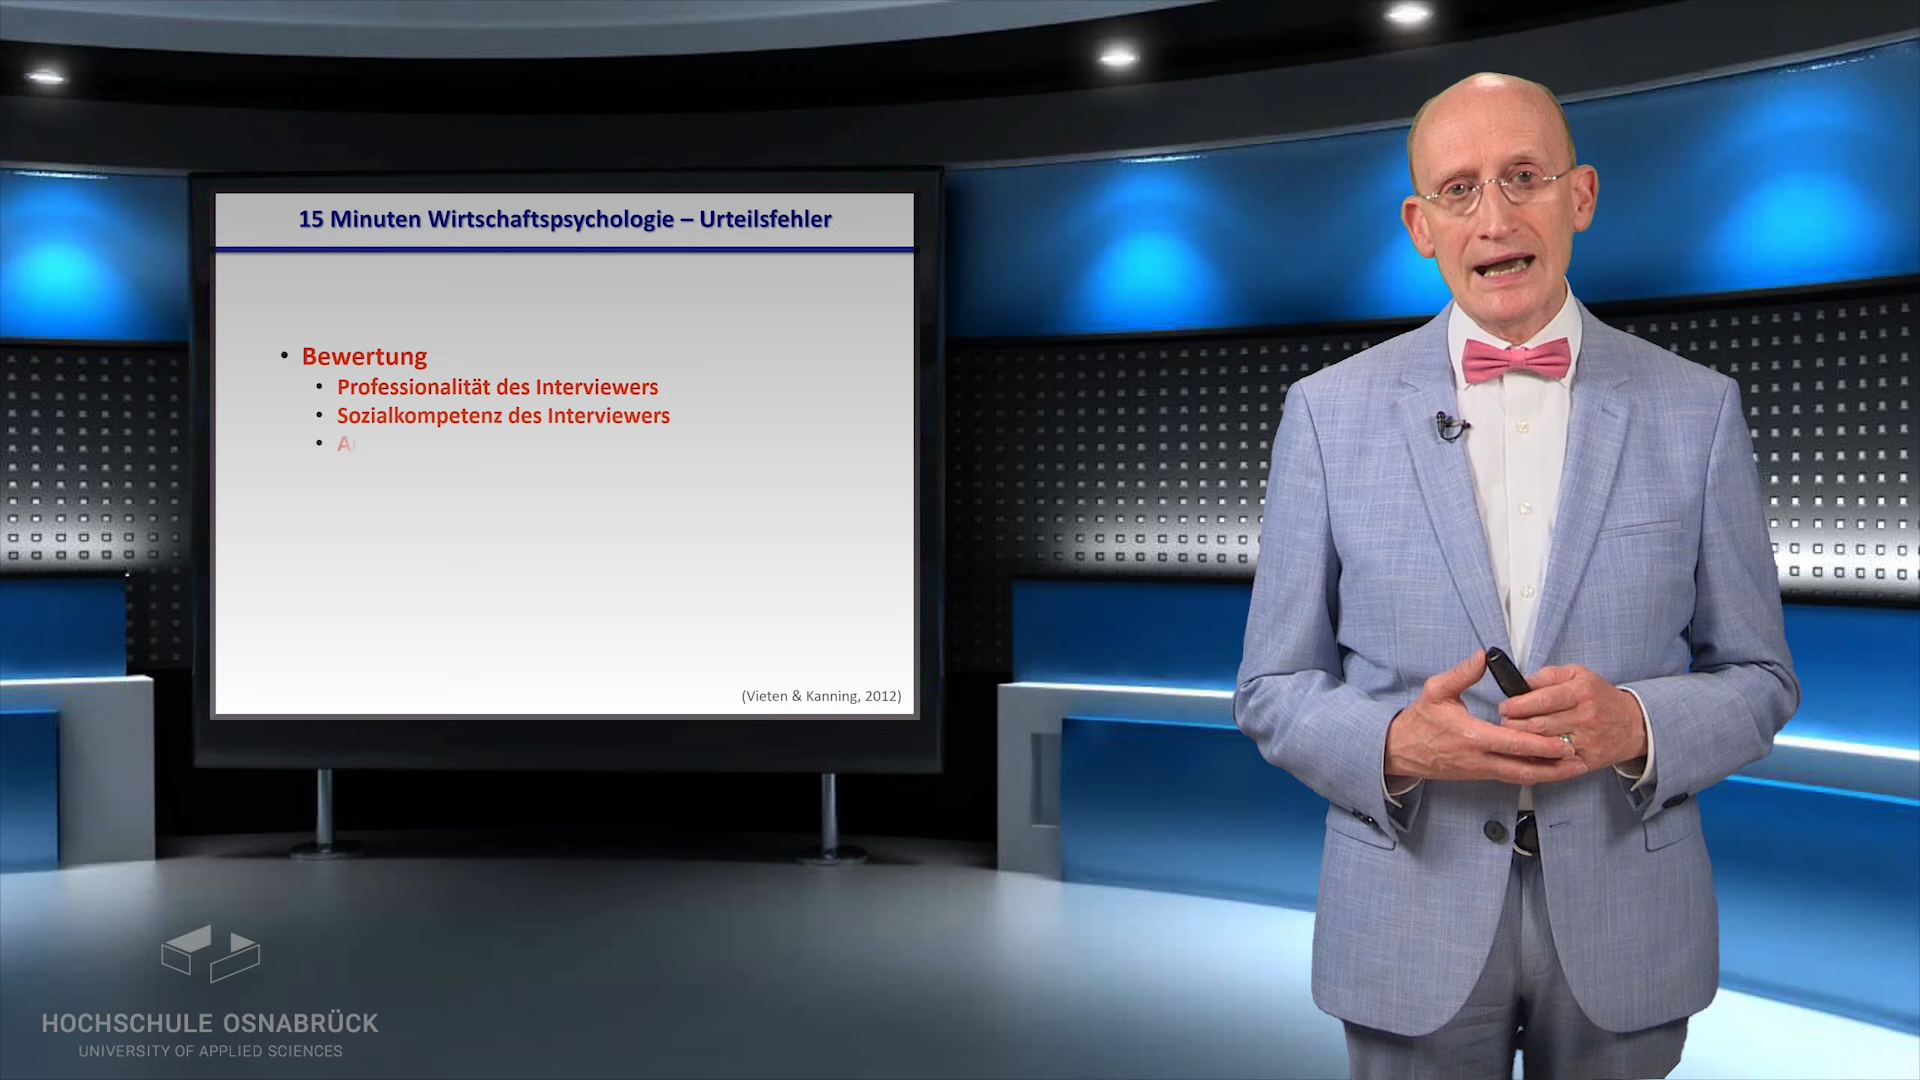 15 Minuten Wirtschaftspsychologie – Urteilsfehler
• Bewertung
• Professionalität des Interviewers
• Sozialkompetenz des Interviewers
•
(Vieten & Kanning, 2012)
HOCHSCHULE OSNABRÜCK
UNIVERSITY OF APPLIED SCIENCES